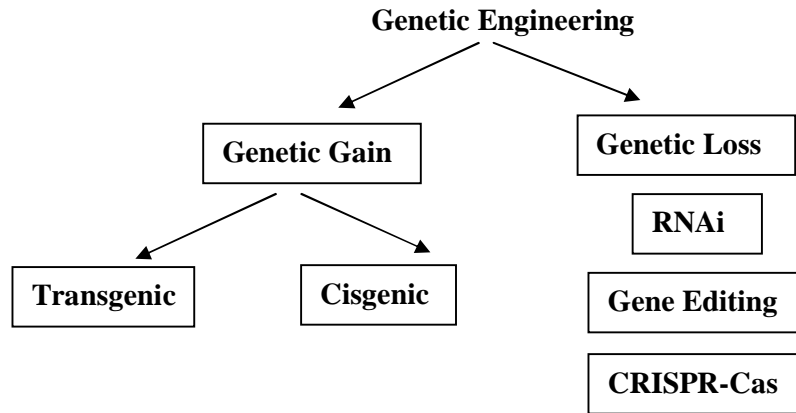 Genetic Engineering
Genetic Gain
Genetic Loss
RNAi
Transgenic
Cisgenic
Gene Editing
CRISPR-Cas